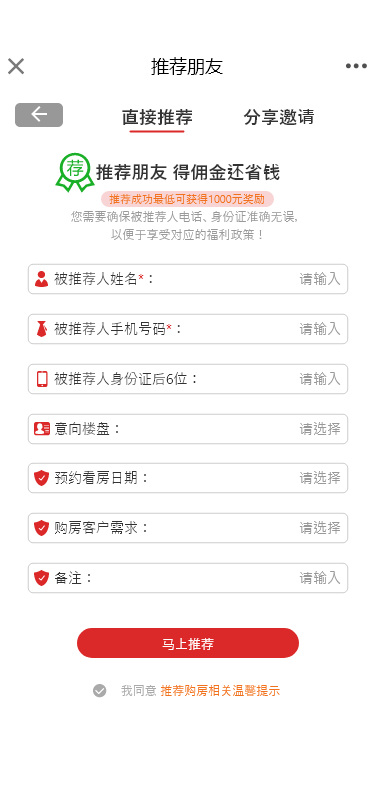 推荐朋友
直接推荐 分享邀请
荐 推荐朋友 得佣金还省钱
推荐成功最低可获得1000元奖励
您需要确保被推荐人电话、身份证准确无误,
以便于享受对应的福利政策！
被推荐人姓名*： 请输入
被推荐人手机号码*： 请输入
被推荐人身份证后6位： 请输入
意向楼盘： 请选择
预约看房日期： 请选择
购房客户需求： 请选择
备注： 请输入
马上推荐
我同意 推荐购房相关温馨提示